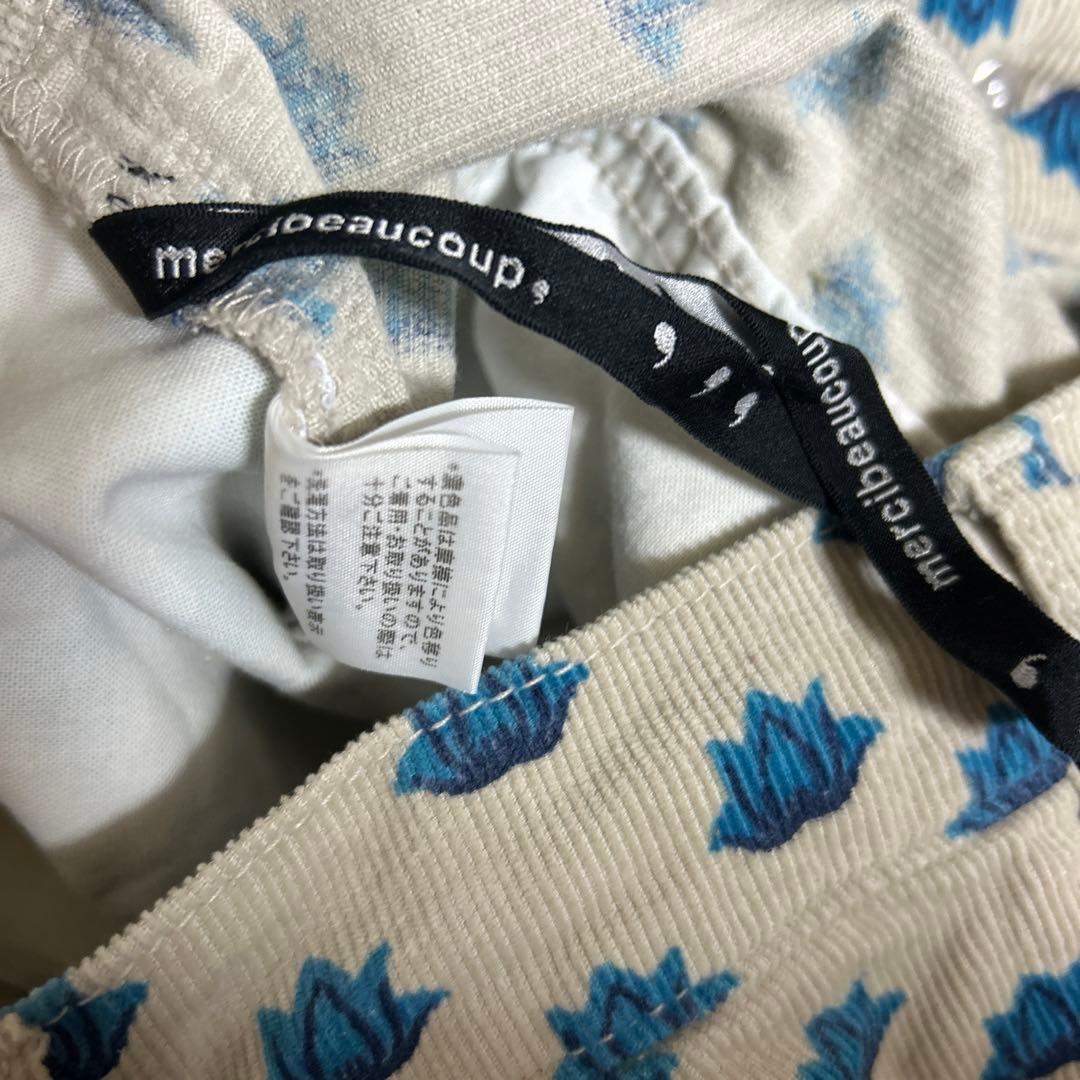 mercibeaucoup,
, , ,
mercibeaucoup,
*濃色品は摩擦により色移り
することがありますので、
ご着用・お取り扱いの際は
十分ご注意下さい。
*洗濯方法は取り扱い表示
をご確認下さい。